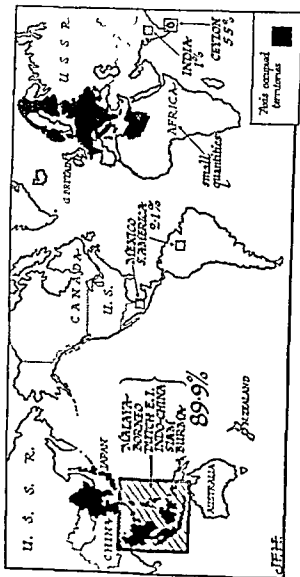 U. S. S. R.
CHINA
JAPAN
MALAYA
BORNEO
DUTCH E.I.
INDO-CHINA
SIAM
BURMA
89.9%
AUSTRALIA
N. ZEALAND
CANADA
U.S.
MEXICO
S. AMERICA
2.1%
G. BRITAIN
U S S R
AFRICA
small
quantities
INDIA
1%
CEYLON
5.5%
Axis occupied
territories